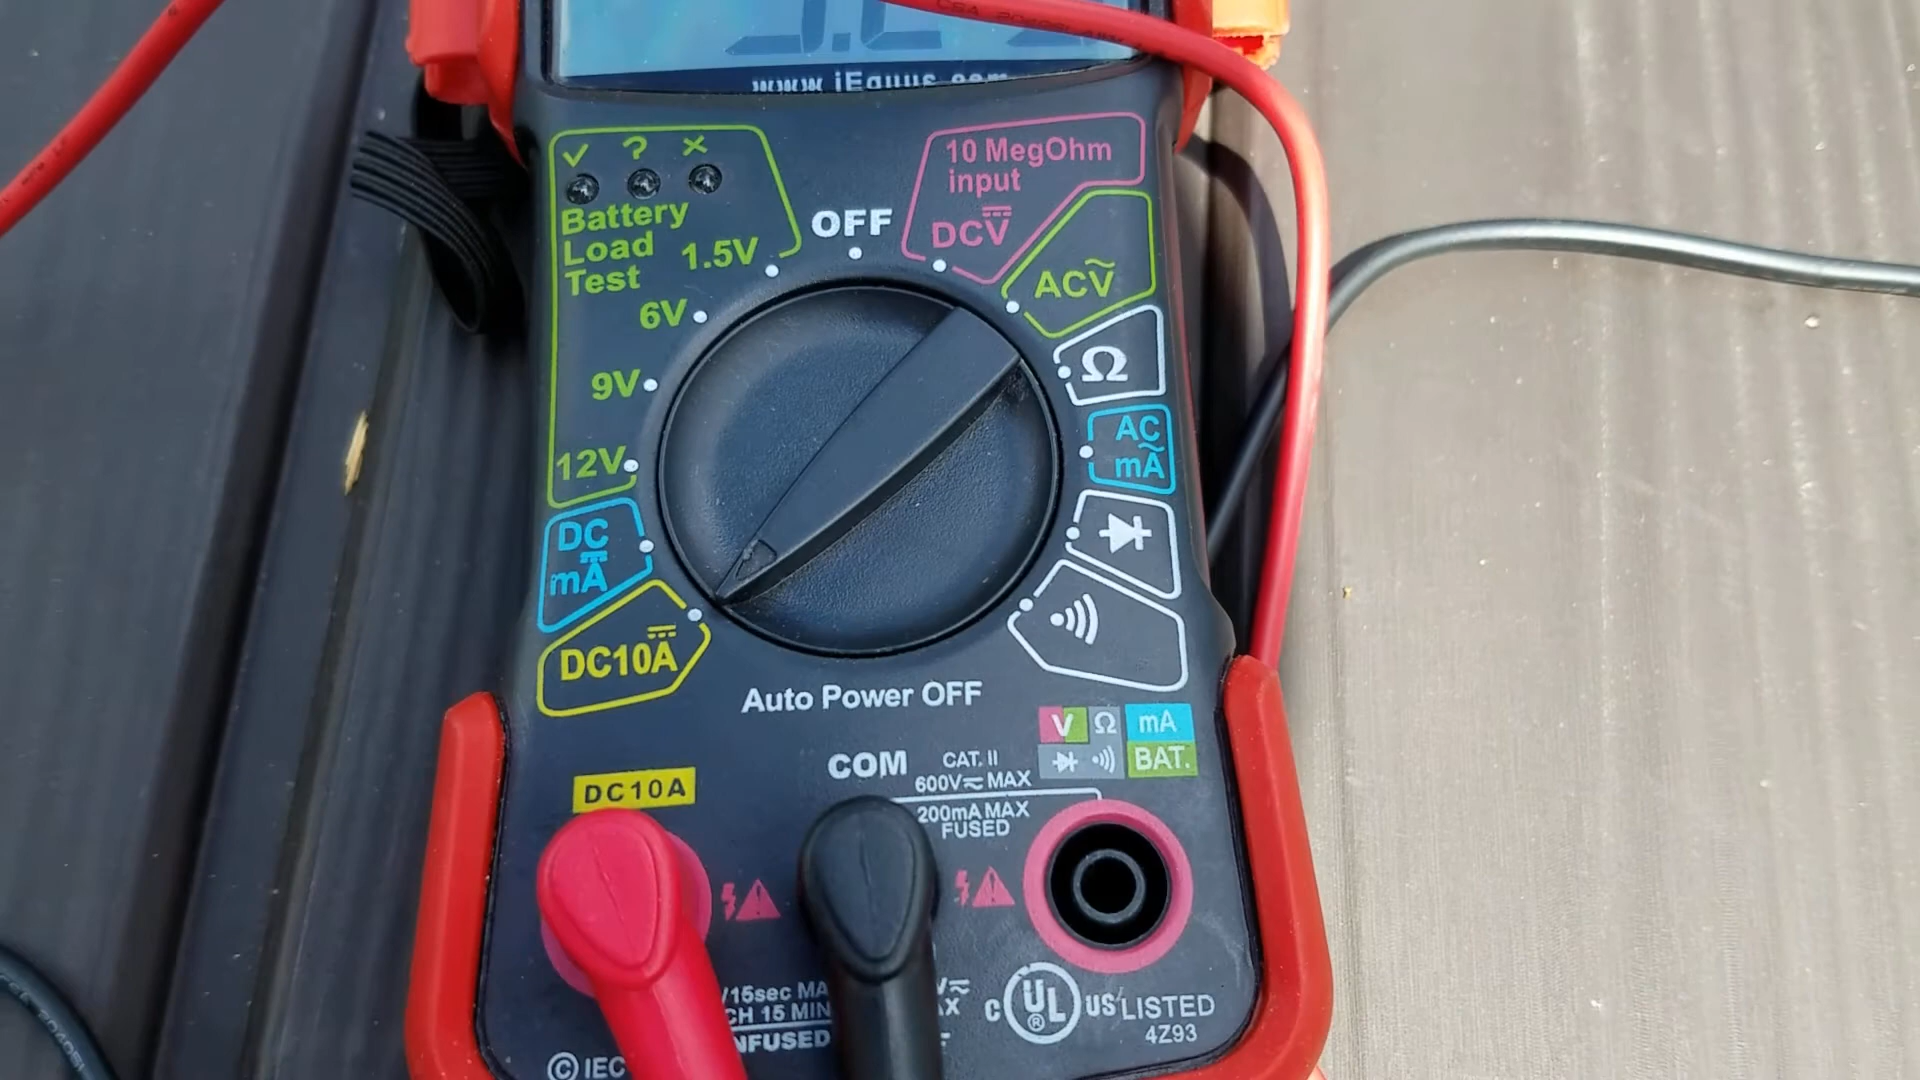 www.iEquus.com
✓ ? ×
Battery
Load
Test
1.5V
6V
9V
12V
OFF
10 MegOhm
input
DCV
ACV
Ω
AC
mA
DC
mA
DC10A
Auto Power OFF
V Ω mA
BAT.
COM
CAT. II
600V MAX
200mA MAX
FUSED
DC10A
/15sec MA
CH 15 MIN
NFUSED
C UL US LISTED
®
4Z93
© IEC